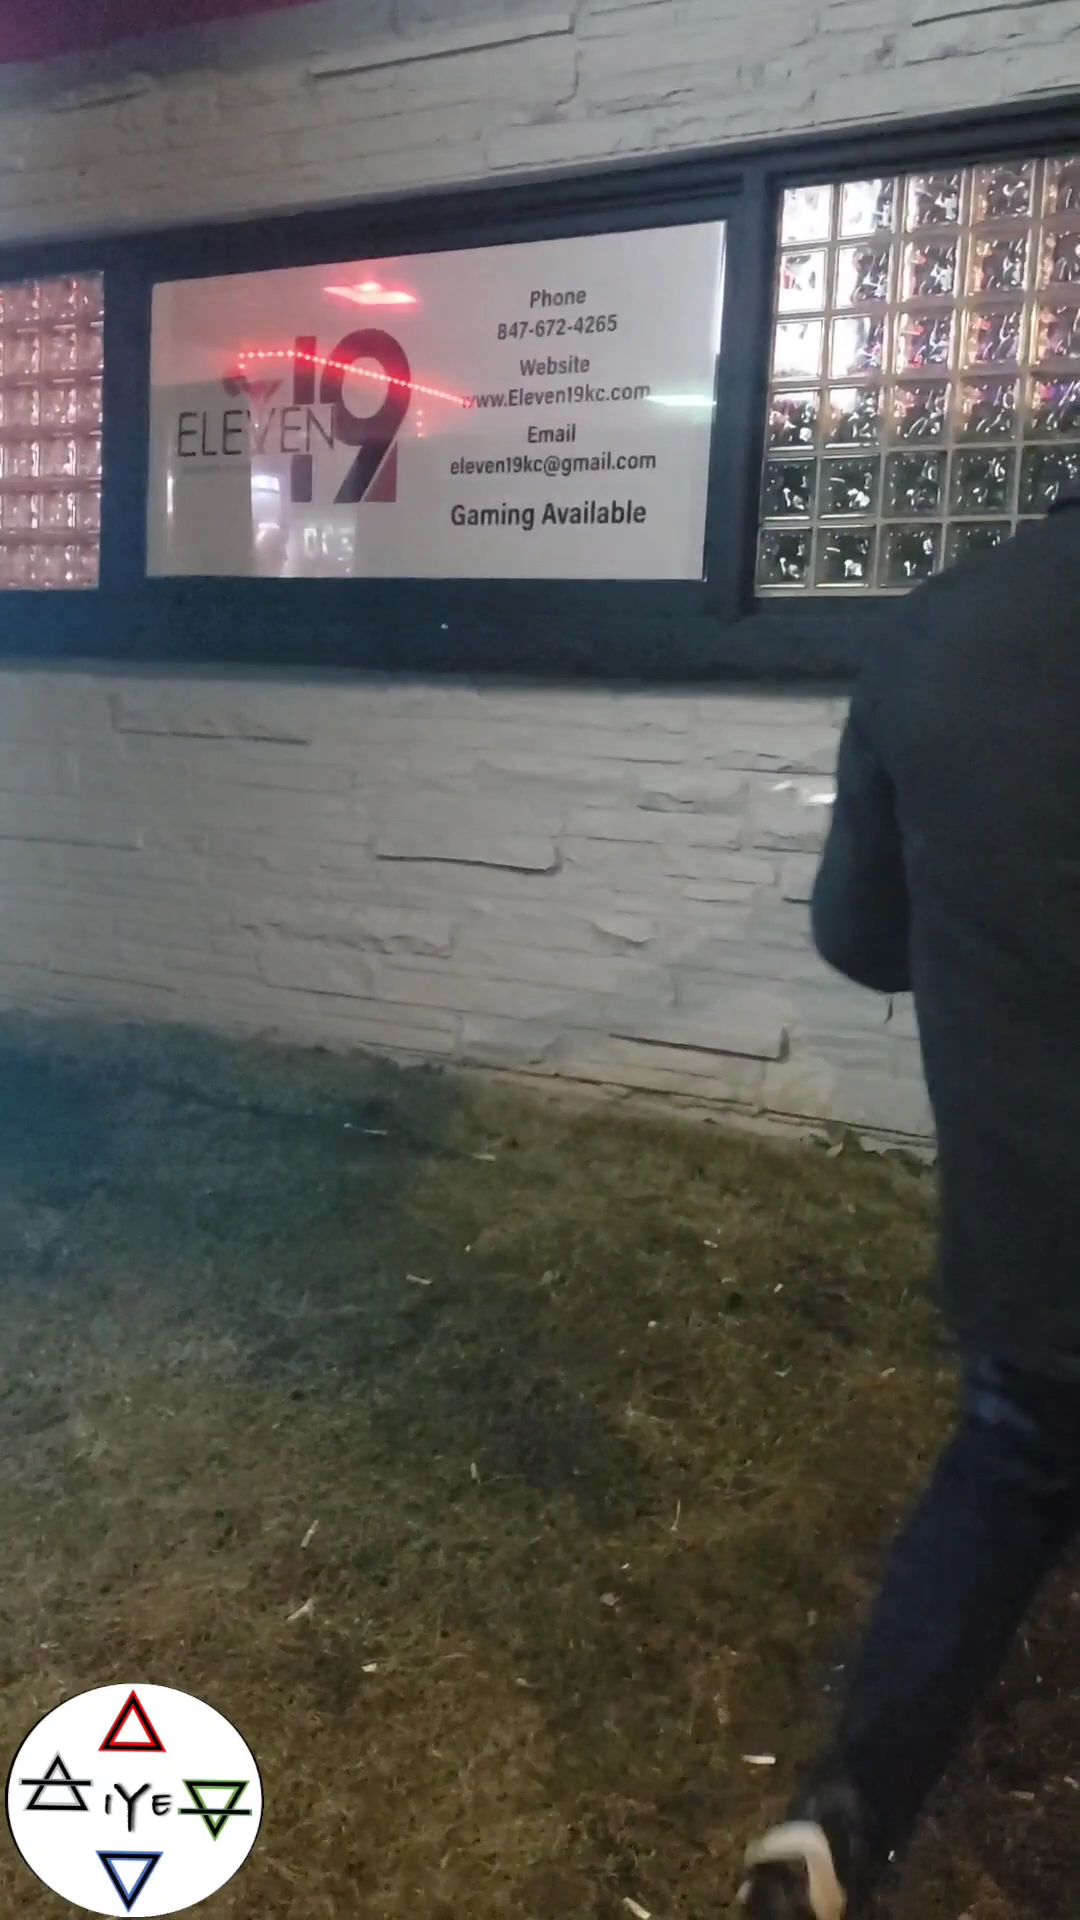 ELEVEN
19
Phone
847-672-4265
Website
www.Eleven19kc.com
Email
eleven19kc@gmail.com
Gaming Available
IYE